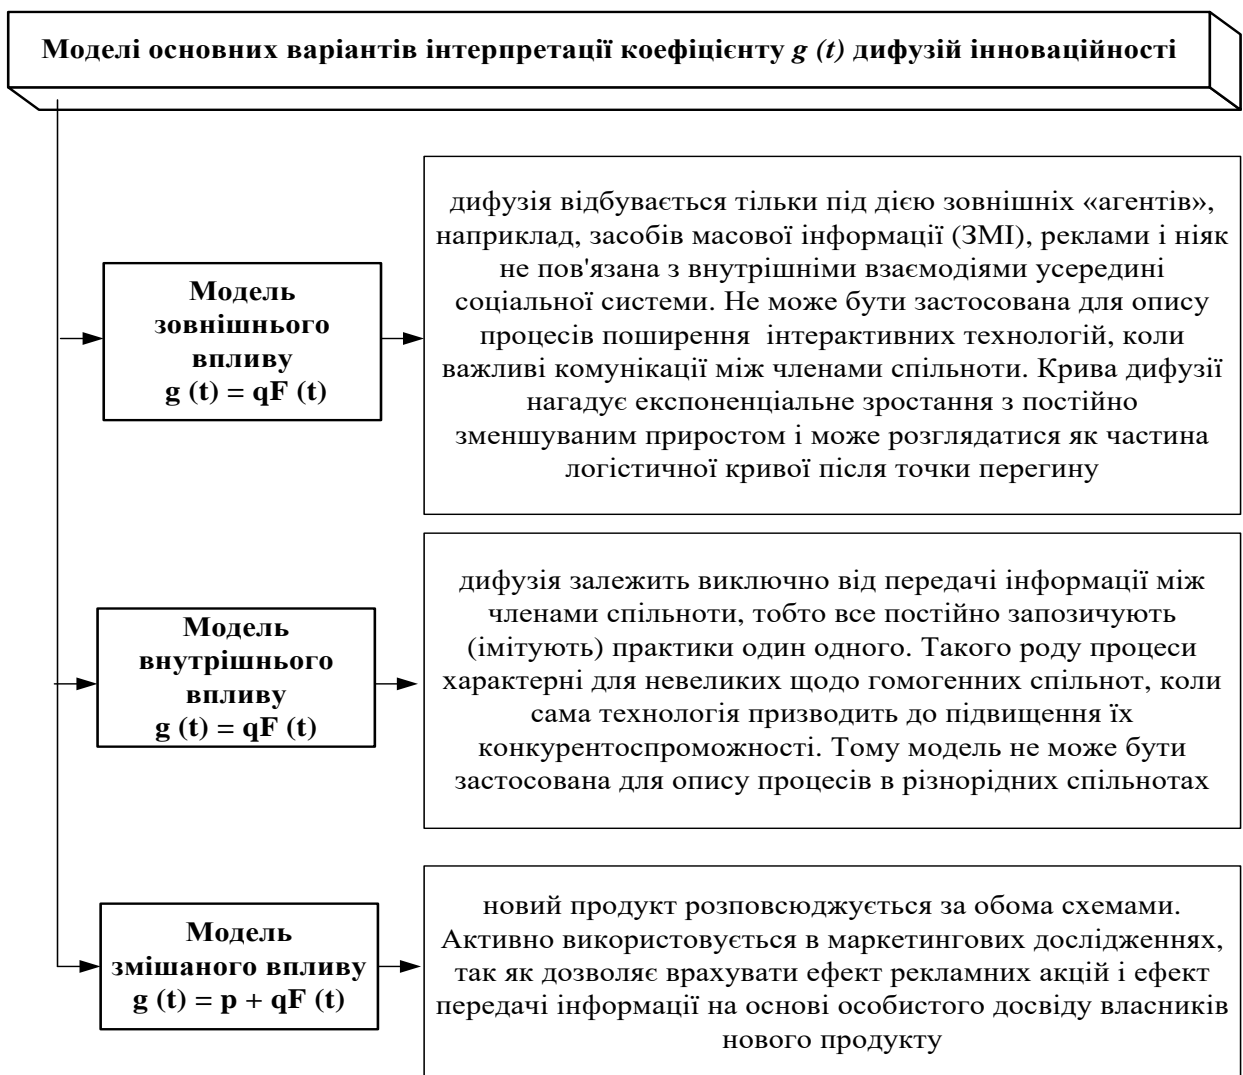 Моделі основних варіантів інтерпретації коефіцієнту g (t) дифузій інноваційності
Модель
зовнішнього
впливу
g (t) = qF (t)
дифузія відбувається тільки під дією зовнішніх «агентів»,
наприклад, засобів масової інформації (ЗМІ), реклами і ніяк
не пов'язана з внутрішніми взаємодіями усередині
соціальної системи. Не може бути застосована для опису
процесів поширення інтерактивних технологій, коли
важливі комунікації між членами спільноти. Крива дифузії
нагадує експоненціальне зростання з постійно
зменшуваним приростом і може розглядатися як частина
логістичної кривої після точки перегину
Модель
внутрішнього
впливу
g (t) = qF (t)
дифузія залежить виключно від передачі інформації між
членами спільноти, тобто все постійно запозичують
(імітують) практики один одного. Такого роду процеси
характерні для невеликих щодо гомогенних спільнот, коли
сама технологія призводить до підвищення їх
конкурентоспроможності. Тому модель не може бути
застосована для опису процесів в різнорідних спільнотах
Модель
змішаного впливу
g (t) = p + qF (t)
новий продукт розповсюджується за обома схемами.
Активно використовується в маркетингових дослідженнях,
так як дозволяє врахувати ефект рекламних акцій і ефект
передачі інформації на основі особистого досвіду власників
нового продукту